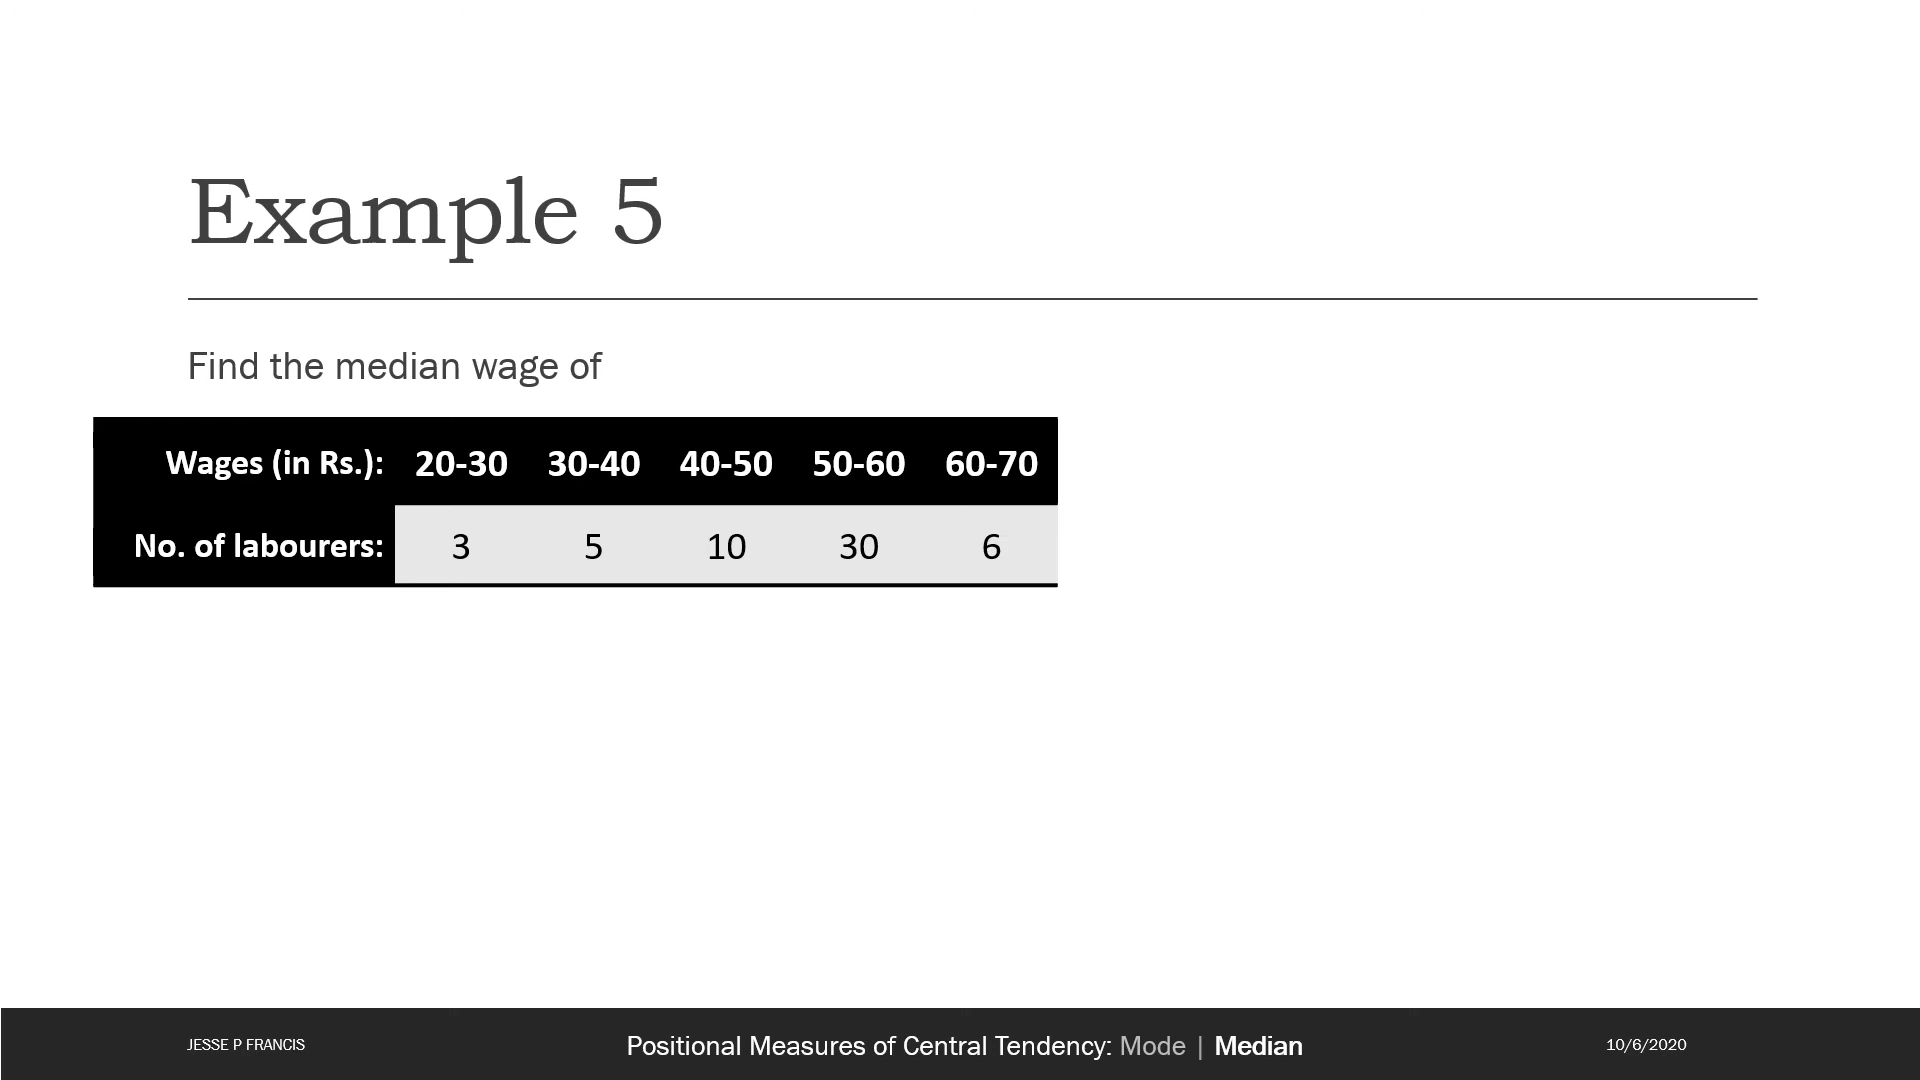 Example 5
Find the median wage of
Wages (in Rs.): 20-30 30-40 40-50 50-60 60-70
No. of labourers: 3 5 10 30 6
JESSE P FRANCIS Positional Measures of Central Tendency: Mode | Median 10/6/2020